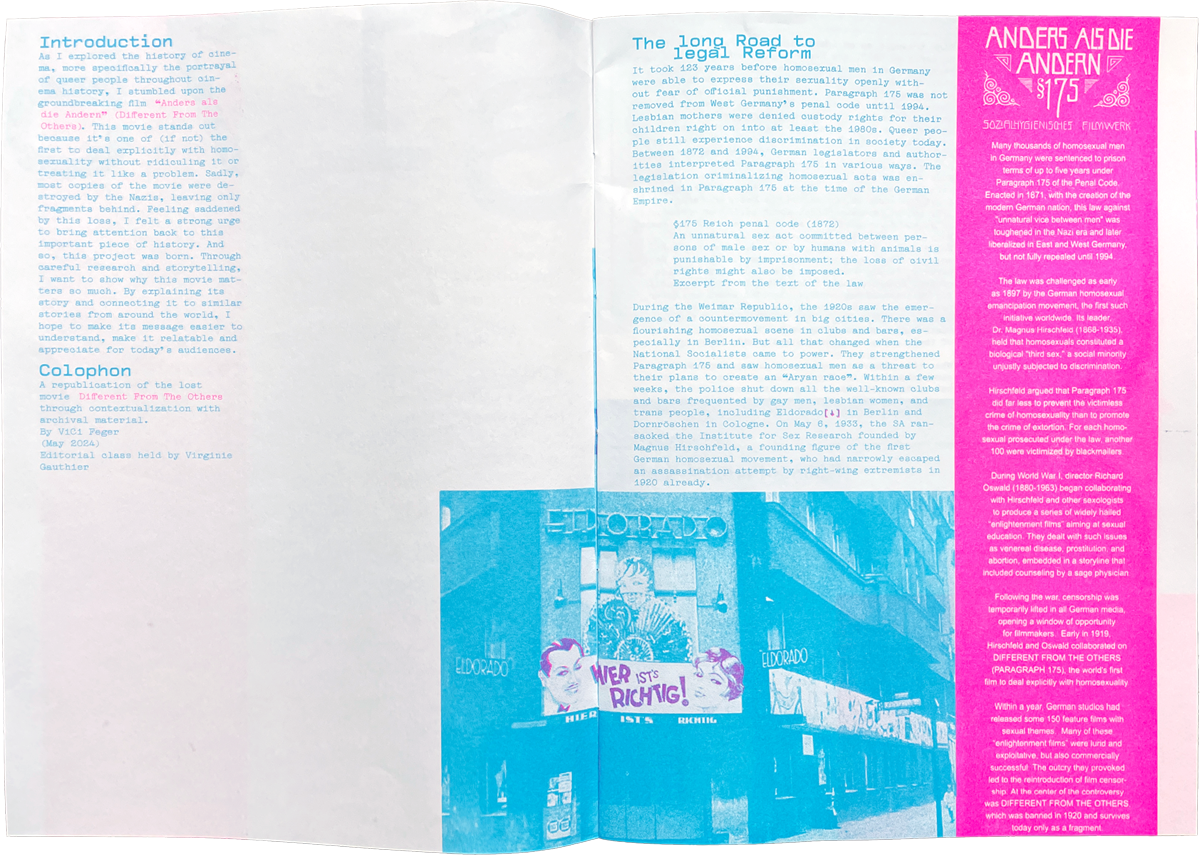 Introduction
As I explored the history of cine-
ma, more specifically the portrayal
of queer people throughout cin-
ema history, I stumbled upon the
groundbreaking film "Anders als
die Andern" (Different From The
Others). This movie stands out
because it's one of (if not) the
first to deal explicitly with homo-
sexuality without ridiculing it or
treating it like a problem. Sadly,
most copies of the movie were de-
stroyed by the Nazis, leaving only
fragments behind. Feeling saddened
by this loss, I felt a strong urge
to bring attention back to this
important piece of history. And
so, this project was born. Through
careful research and storytelling,
I want to show why this movie mat-
ters so much. By explaining its
story and connecting it to similar
stories from around the world, I
hope to make its message easier to
understand, make it relatable and
appreciate for today's audiences.
Colophon
A republication of the lost
movie Different From The Others
through contextualization with
archival material.
By ViCi Feger
(May 2024)
Editorial class held by Virginie
Gauthier
The long Road to
legal Reform
It took 123 years before homosexual men in Germany
were able to express their sexuality openly with-
out fear of official punishment. Paragraph 175 was not
removed from West Germany's penal code until 1994.
Lesbian mothers were denied custody rights for their
children right on into at least the 1980s. Queer peo-
ple still experience discrimination in society today.
Between 1872 and 1994, German legislators and author-
ities interpreted Paragraph 175 in various ways. The
legislation criminalizing homosexual acts was en-
shrined in Paragraph 175 at the time of the German
Empire.
§175 Reich penal code (1872)
An unnatural sex act committed between per-
sons of male sex or by humans with animals is
punishable by imprisonment; the loss of civil
rights might also be imposed.
Excerpt from the text of the law
During the Weimar Republic, the 1920s saw the emer-
gence of a countermovement in big cities. There was a
flourishing homosexual scene in clubs and bars, es-
pecially in Berlin. But all that changed when the
National Socialists came to power. They strengthened
Paragraph 175 and saw homosexual men as a threat to
their plans to create an "Aryan race". Within a few
weeks, the police shut down all the well-known clubs
and bars frequented by gay men, lesbian women, and
trans people, including Eldorado[↓] in Berlin and
Dornröschen in Cologne. On May 6, 1933, the SA ran-
sacked the Institute for Sex Research founded by
Magnus Hirschfeld, a founding figure of the first
German homosexual movement, who had narrowly escaped
an assassination attempt by right-wing extremists in
1920 already.
ELDORADO
ELDORADO
ELDORADO
HIER IST'S
RICHTIG!
HIER IST'S RICHTIG
ANDERS ALS DIE
ANDERN
§175
SOZIALHYGIENISCHES FILMWERK
Many thousands of homosexual men
in Germany were sentenced to prison
terms of up to five years under
Paragraph 175 of the Penal Code.
Enacted in 1871, with the creation of the
modern German nation, this law against
"unnatural vice between men" was
toughened in the Nazi era and later
liberalized in East and West Germany,
but not fully repealed until 1994.
The law was challenged as early
as 1897 by the German homosexual
emancipation movement, the first such
initiative worldwide. Its leader,
Dr. Magnus Hirschfeld (1868-1935),
held that homosexuals constituted a
biological "third sex," a social minority
unjustly subjected to discrimination.
Hirschfeld argued that Paragraph 175
did far less to prevent the victimless
crime of homosexuality than to promote
the crime of extortion. For each homo-
sexual prosecuted under the law, another
100 were victimized by blackmailers.
During World War I, director Richard
Oswald (1880-1963) began collaborating
with Hirschfeld and other sexologists
to produce a series of widely hailed
"enlightenment films" aiming at sexual
education. They dealt with such issues
as venereal disease, prostitution, and
abortion, embedded in a storyline that
included counseling by a sage physician.
Following the war, censorship was
temporarily lifted in all German media,
opening a window of opportunity
for filmmakers. Early in 1919,
Hirschfeld and Oswald collaborated on
DIFFERENT FROM THE OTHERS
(PARAGRAPH 175), the world's first
film to deal explicitly with homosexuality
Within a year, German studios had
released some 150 feature films with
sexual themes. Many of these
"enlightenment films" were lurid and
exploitative, but also commercially
successful. The outcry they provoked
led to the reintroduction of film censor-
ship. At the center of the controversy
was DIFFERENT FROM THE OTHERS,
which was banned in 1920 and survives
today only as a fragment.